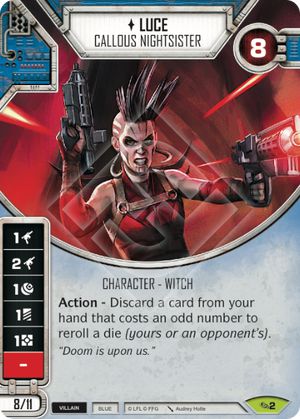 LUCE
CALLOUS NIGHTSISTER
8
1
2
1
1
1
-
CHARACTER - WITCH
Action - Discard a card from your
hand that costs an odd number to
reroll a die (yours or an opponent's).
"Doom is upon us."
8/11
VILLAIN
BLUE
© LFL © FFG
Audrey Hotte
2